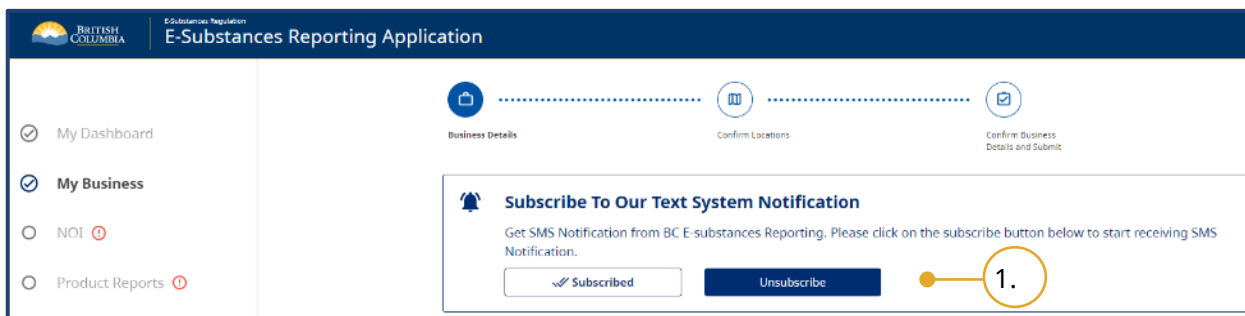 E-Substances Regulation
BRITISH
COLUMBIA
E-Substances Reporting Application
My Dashboard
My Business
NOI
Product Reports
Business Details
Confirm Locations
Confirm Business
Details and Submit
Subscribe To Our Text System Notification
Get SMS Notification from BC E-substances Reporting. Please click on the subscribe button below to start receiving SMS
Notification.
Subscribed
Unsubscribe
1.